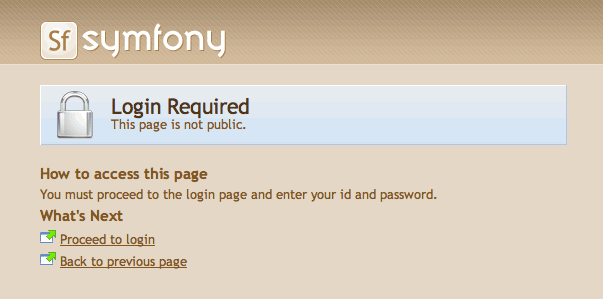 Sf symfony
Login Required
This page is not public.
How to access this page
You must proceed to the login page and enter your id and password.
What's Next
Proceed to login
Back to previous page